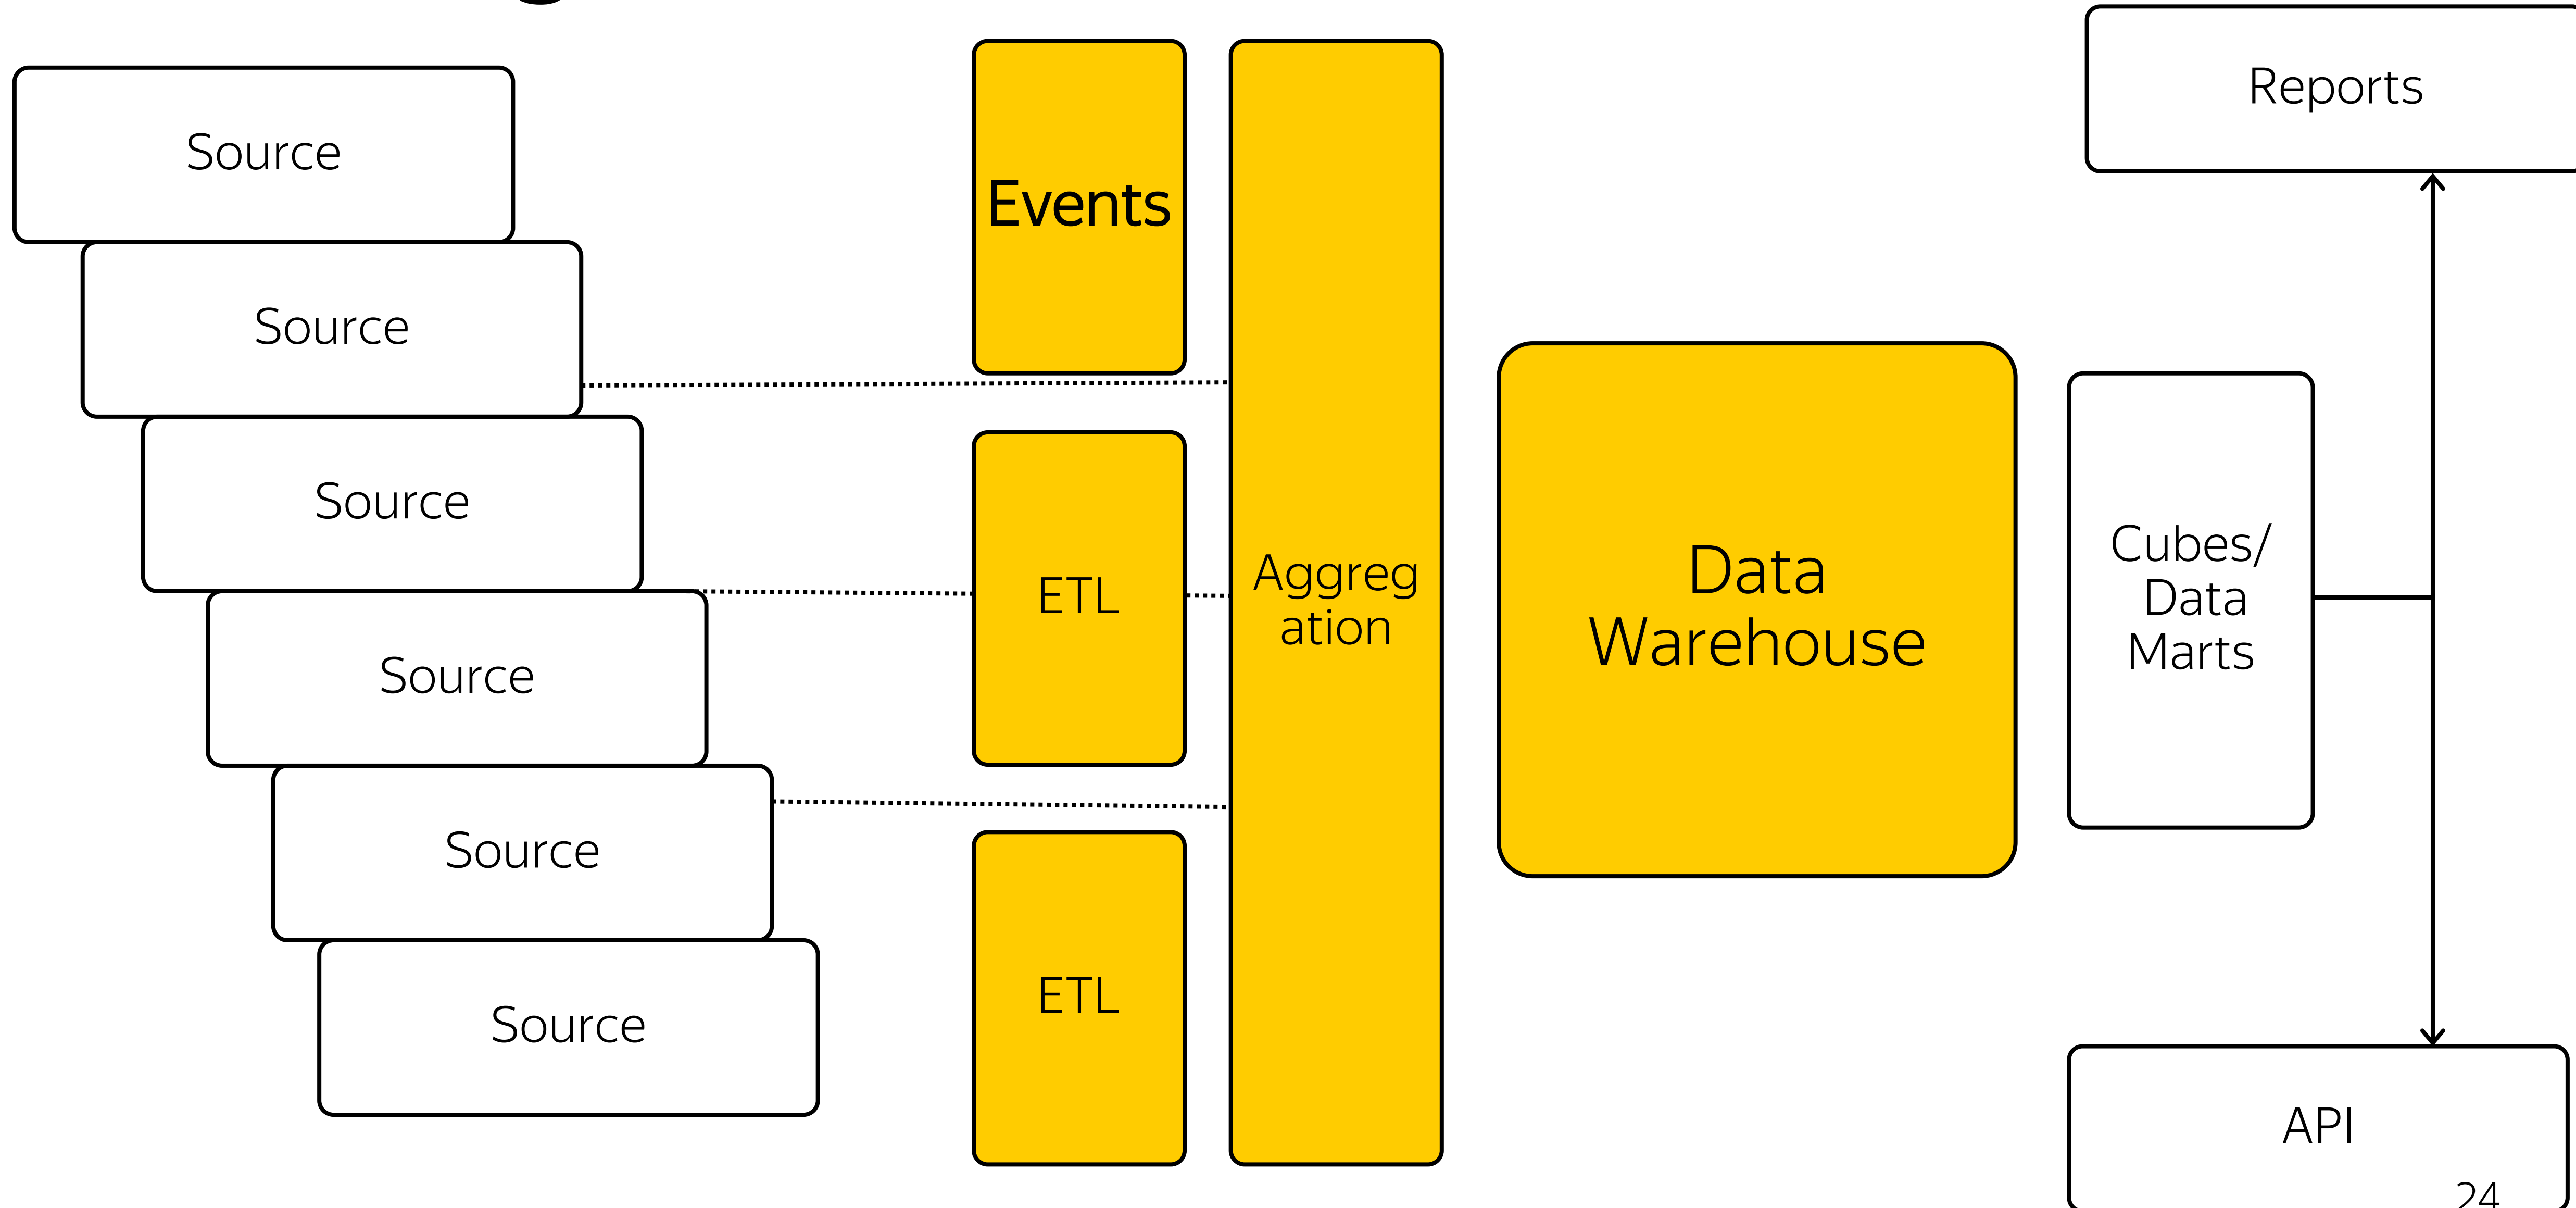 Source
Source
Source
Source
Source
Source
Events
ETL
ETL
Aggreg
ation
Data
Warehouse
Cubes/
Data
Marts
Reports
API
24